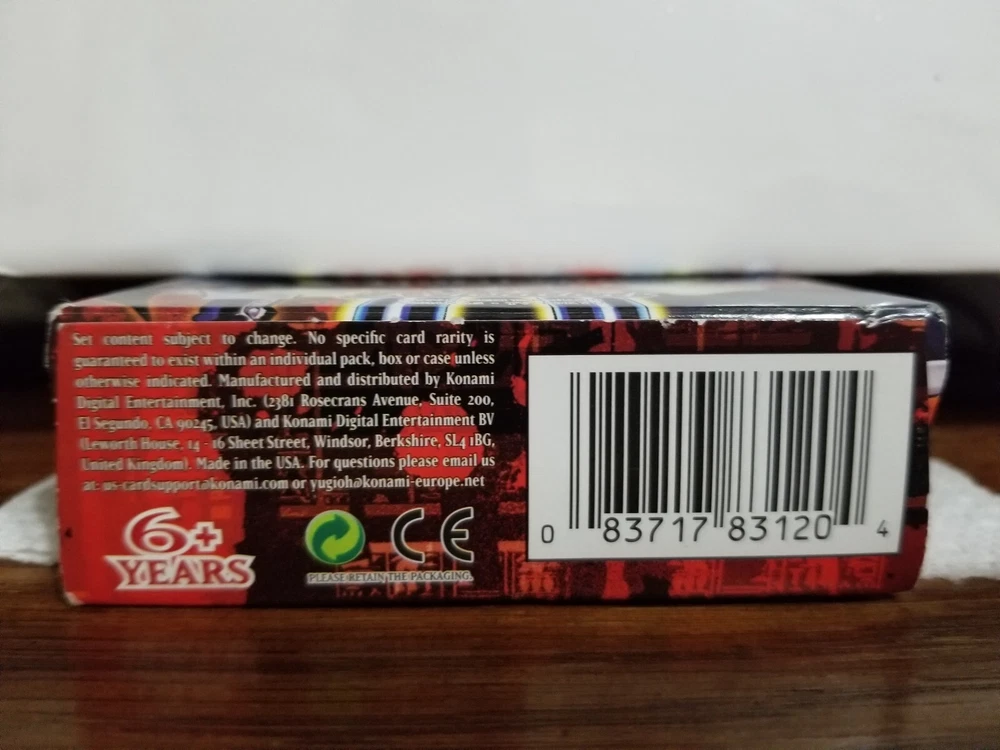 Set content subject to change. No specific card rarity is
guaranteed to exist within an individual pack, box or case unless
otherwise indicated. Manufactured and distributed by Konami
Digital Entertainment, Inc. (2381 Rosecrans Avenue, Suite 200,
El Segundo, CA 90245, USA) and Konami Digital Entertainment BV
(Leworth House, 14 - 16 Sheet Street, Windsor, Berkshire, SL4 1BG,
United Kingdom). Made in the USA. For questions please email us
at: us-cardsupport@konami.com or yugioh@konami-europe.net
6+
YEARS
CE
PLEASE RETAIN THE PACKAGING.
0 83717 83120 4